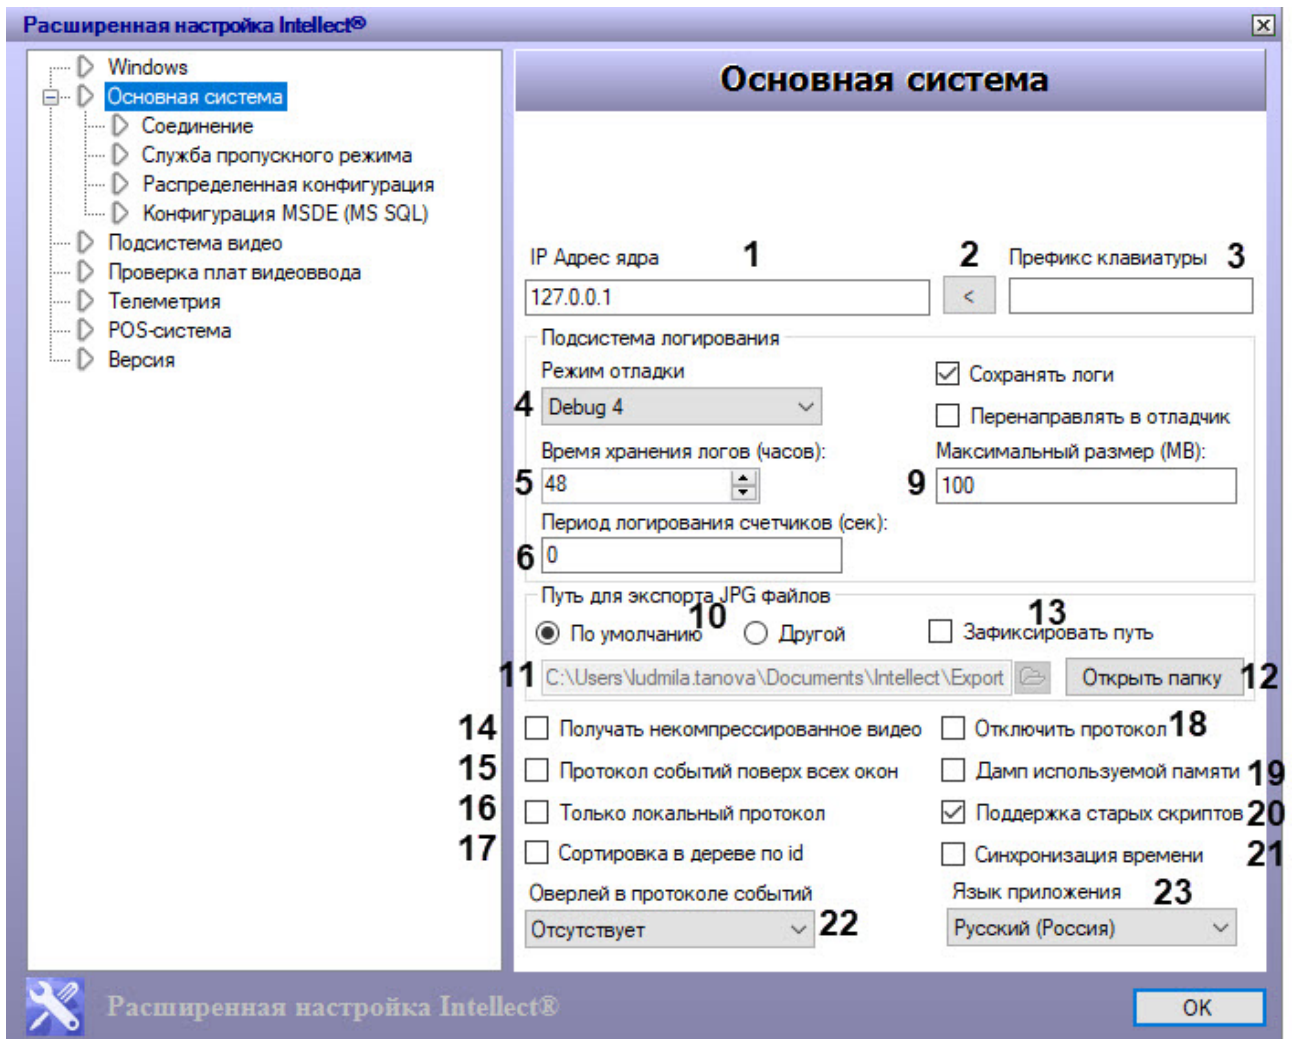 Расширенная настройка Intellect®
Windows
Основная система
Соединение
Служба пропускного режима
Распределенная конфигурация
Конфигурация MSDE (MS SQL)
Подсистема видео
Проверка плат видеоввода
Телеметрия
POS-система
Версия
Основная система
IP Адрес ядра 1 2 Префикс клавиатуры 3
127.0.0.1 <
Подсистема логирования
Режим отладки
Сохранять логи
4 Debug 4
Перенаправлять в отладчик
Время хранения логов (часов): Максимальный размер (MB):
5 48 9 100
Период логирования счетчиков (сек):
6 0
Путь для экспорта JPG файлов
10 13
По умолчанию Другой Зафиксировать путь
11 C:\Users\ludmila.tanova\Documents\Intellect\Export Открыть папку 12
14 Получать некомпрессированное видео Отключить протокол 18
15 Протокол событий поверх всех окон Дамп используемой памяти 19
16 Только локальный протокол Поддержка старых скриптов 20
17 Сортировка в дереве по id Синхронизация времени 21
Оверлей в протоколе событий Язык приложения 23
Отсутствует 22 Русский (Россия)
Расширенная настройка Intellect®
OK